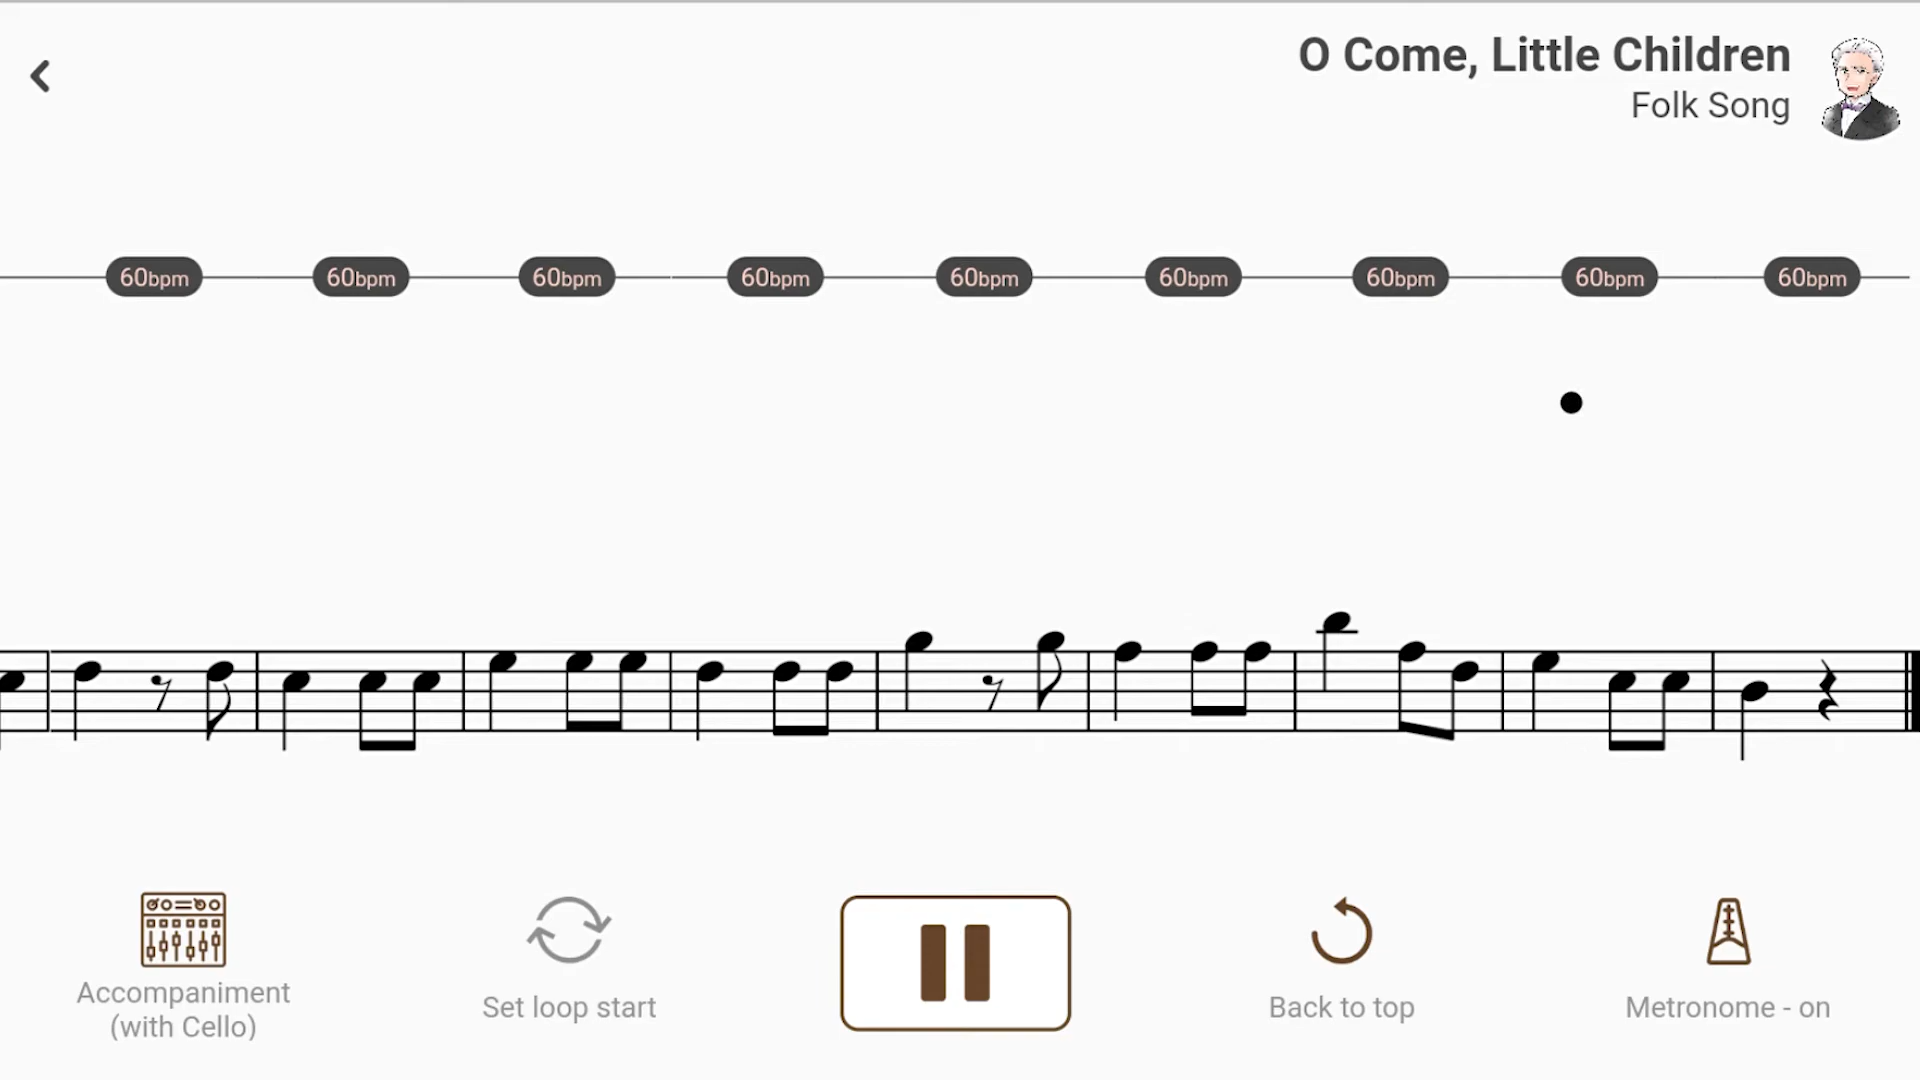 O Come, Little Children
Folk Song
60bpm 60bpm 60bpm 60bpm 60bpm 60bpm 60bpm 60bpm 60bpm
Accompaniment
(with Cello)
Set loop start
Back to top
Metronome - on